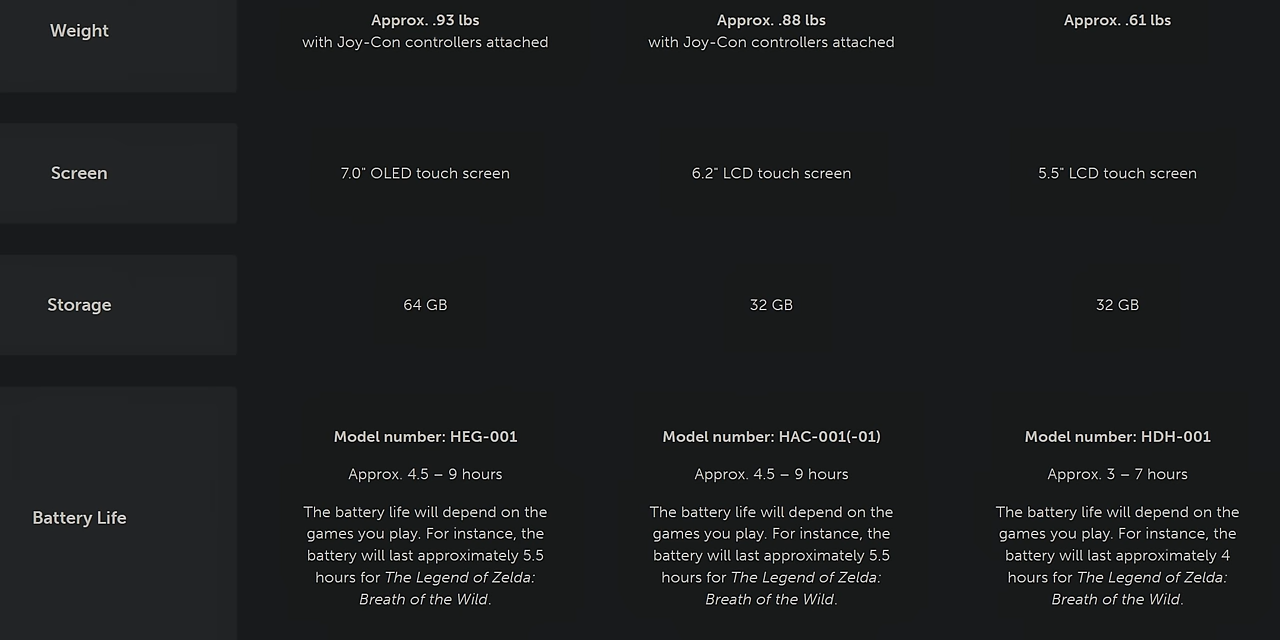 Weight
Approx. .93 lbs
with Joy-Con controllers attached
Approx. .88 lbs
with Joy-Con controllers attached
Approx. .61 lbs
Screen
7.0" OLED touch screen
6.2" LCD touch screen
5.5" LCD touch screen
Storage
64 GB
32 GB
32 GB
Battery Life
Model number: HEG-001
Approx. 4.5 – 9 hours
The battery life will depend on the
games you play. For instance, the
battery will last approximately 5.5
hours for The Legend of Zelda:
Breath of the Wild.
Model number: HAC-001(-01)
Approx. 4.5 – 9 hours
The battery life will depend on the
games you play. For instance, the
battery will last approximately 5.5
hours for The Legend of Zelda:
Breath of the Wild.
Model number: HDH-001
Approx. 3 – 7 hours
The battery life will depend on the
games you play. For instance, the
battery will last approximately 4
hours for The Legend of Zelda:
Breath of the Wild.